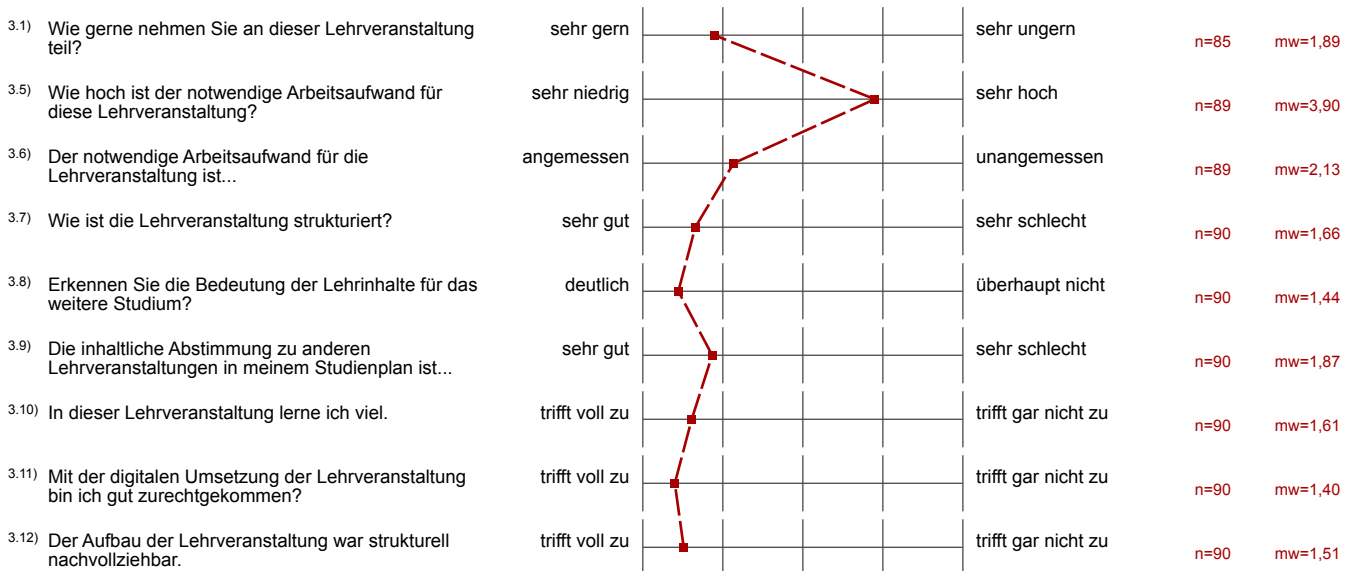 3.1) Wie gerne nehmen Sie an dieser Lehrveranstaltung teil? sehr gern sehr ungern n=85 mw=1,89
3.5) Wie hoch ist der notwendige Arbeitsaufwand für diese Lehrveranstaltung? sehr niedrig sehr hoch n=89 mw=3,90
3.6) Der notwendige Arbeitsaufwand für die Lehrveranstaltung ist... angemessen unangemessen n=89 mw=2,13
3.7) Wie ist die Lehrveranstaltung strukturiert? sehr gut sehr schlecht n=90 mw=1,66
3.8) Erkennen Sie die Bedeutung der Lehrinhalte für das weitere Studium? deutlich überhaupt nicht n=90 mw=1,44
3.9) Die inhaltliche Abstimmung zu anderen Lehrveranstaltungen in meinem Studienplan ist... sehr gut sehr schlecht n=90 mw=1,87
3.10) In dieser Lehrveranstaltung lerne ich viel. trifft voll zu trifft gar nicht zu n=90 mw=1,61
3.11) Mit der digitalen Umsetzung der Lehrveranstaltung bin ich gut zurechtgekommen? trifft voll zu trifft gar nicht zu n=90 mw=1,40
3.12) Der Aufbau der Lehrveranstaltung war strukturell nachvollziehbar. trifft voll zu trifft gar nicht zu n=90 mw=1,51